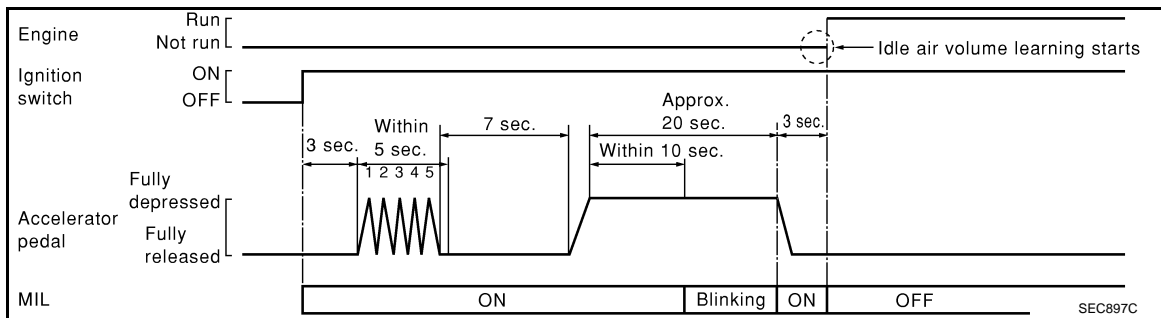 Engine
Run
Not run
Idle air volume learning starts
Ignition
switch
ON
OFF
3 sec.
Within
5 sec.
1 2 3 4 5
7 sec.
Approx.
20 sec.
Within 10 sec.
3 sec.
Accelerator
pedal
Fully
depressed
Fully
released
MIL
ON
Blinking
ON
OFF
SEC897C